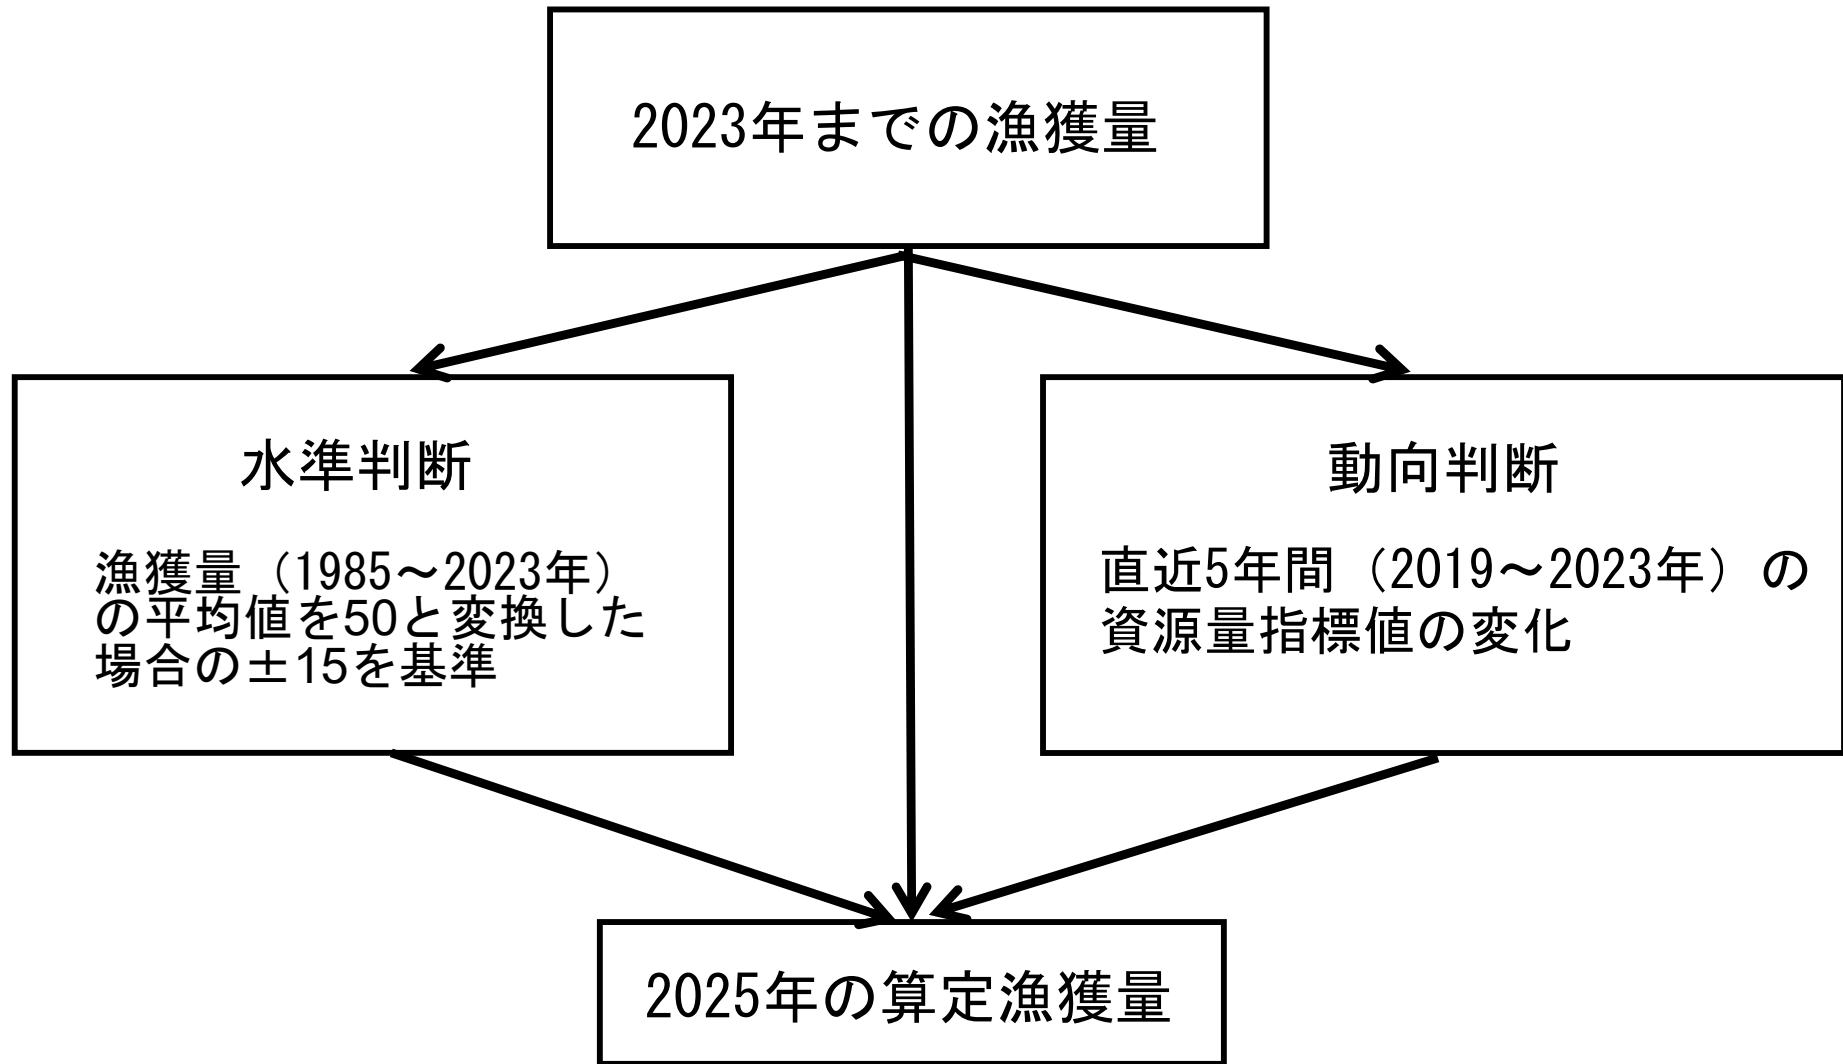 2023年までの漁獲量
水準判断
漁獲量（1985～2023年）
の平均値を50と変換した
場合の±15を基準
動向判断
直近5年間（2019～2023年）の
資源量指標値の変化
2025年の算定漁獲量